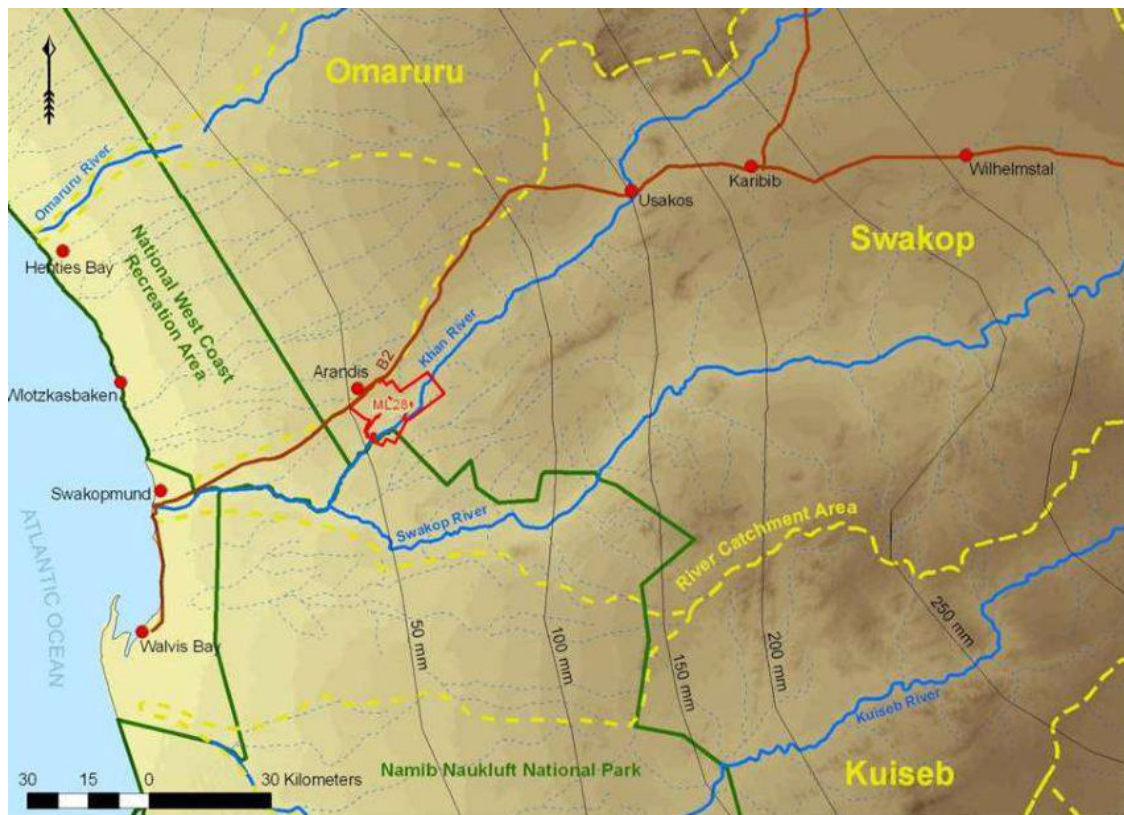 Omaruru
Omaruru River
Henties Bay
National West Coast
Recreation Area
Usakos
Karibib
Wilhelmstal
Swakop
Khan River
B2
Arandis
ML28
Wlotzkasbaken
Swakopmund
Swakop River
River Catchment Area
ATLANTIC OCEAN
Walvis Bay
50 mm
100 mm
150 mm
200 mm
250 mm
Kuiseb River
Kuiseb
Namib Naukluft National Park
30 15 0 30 Kilometers